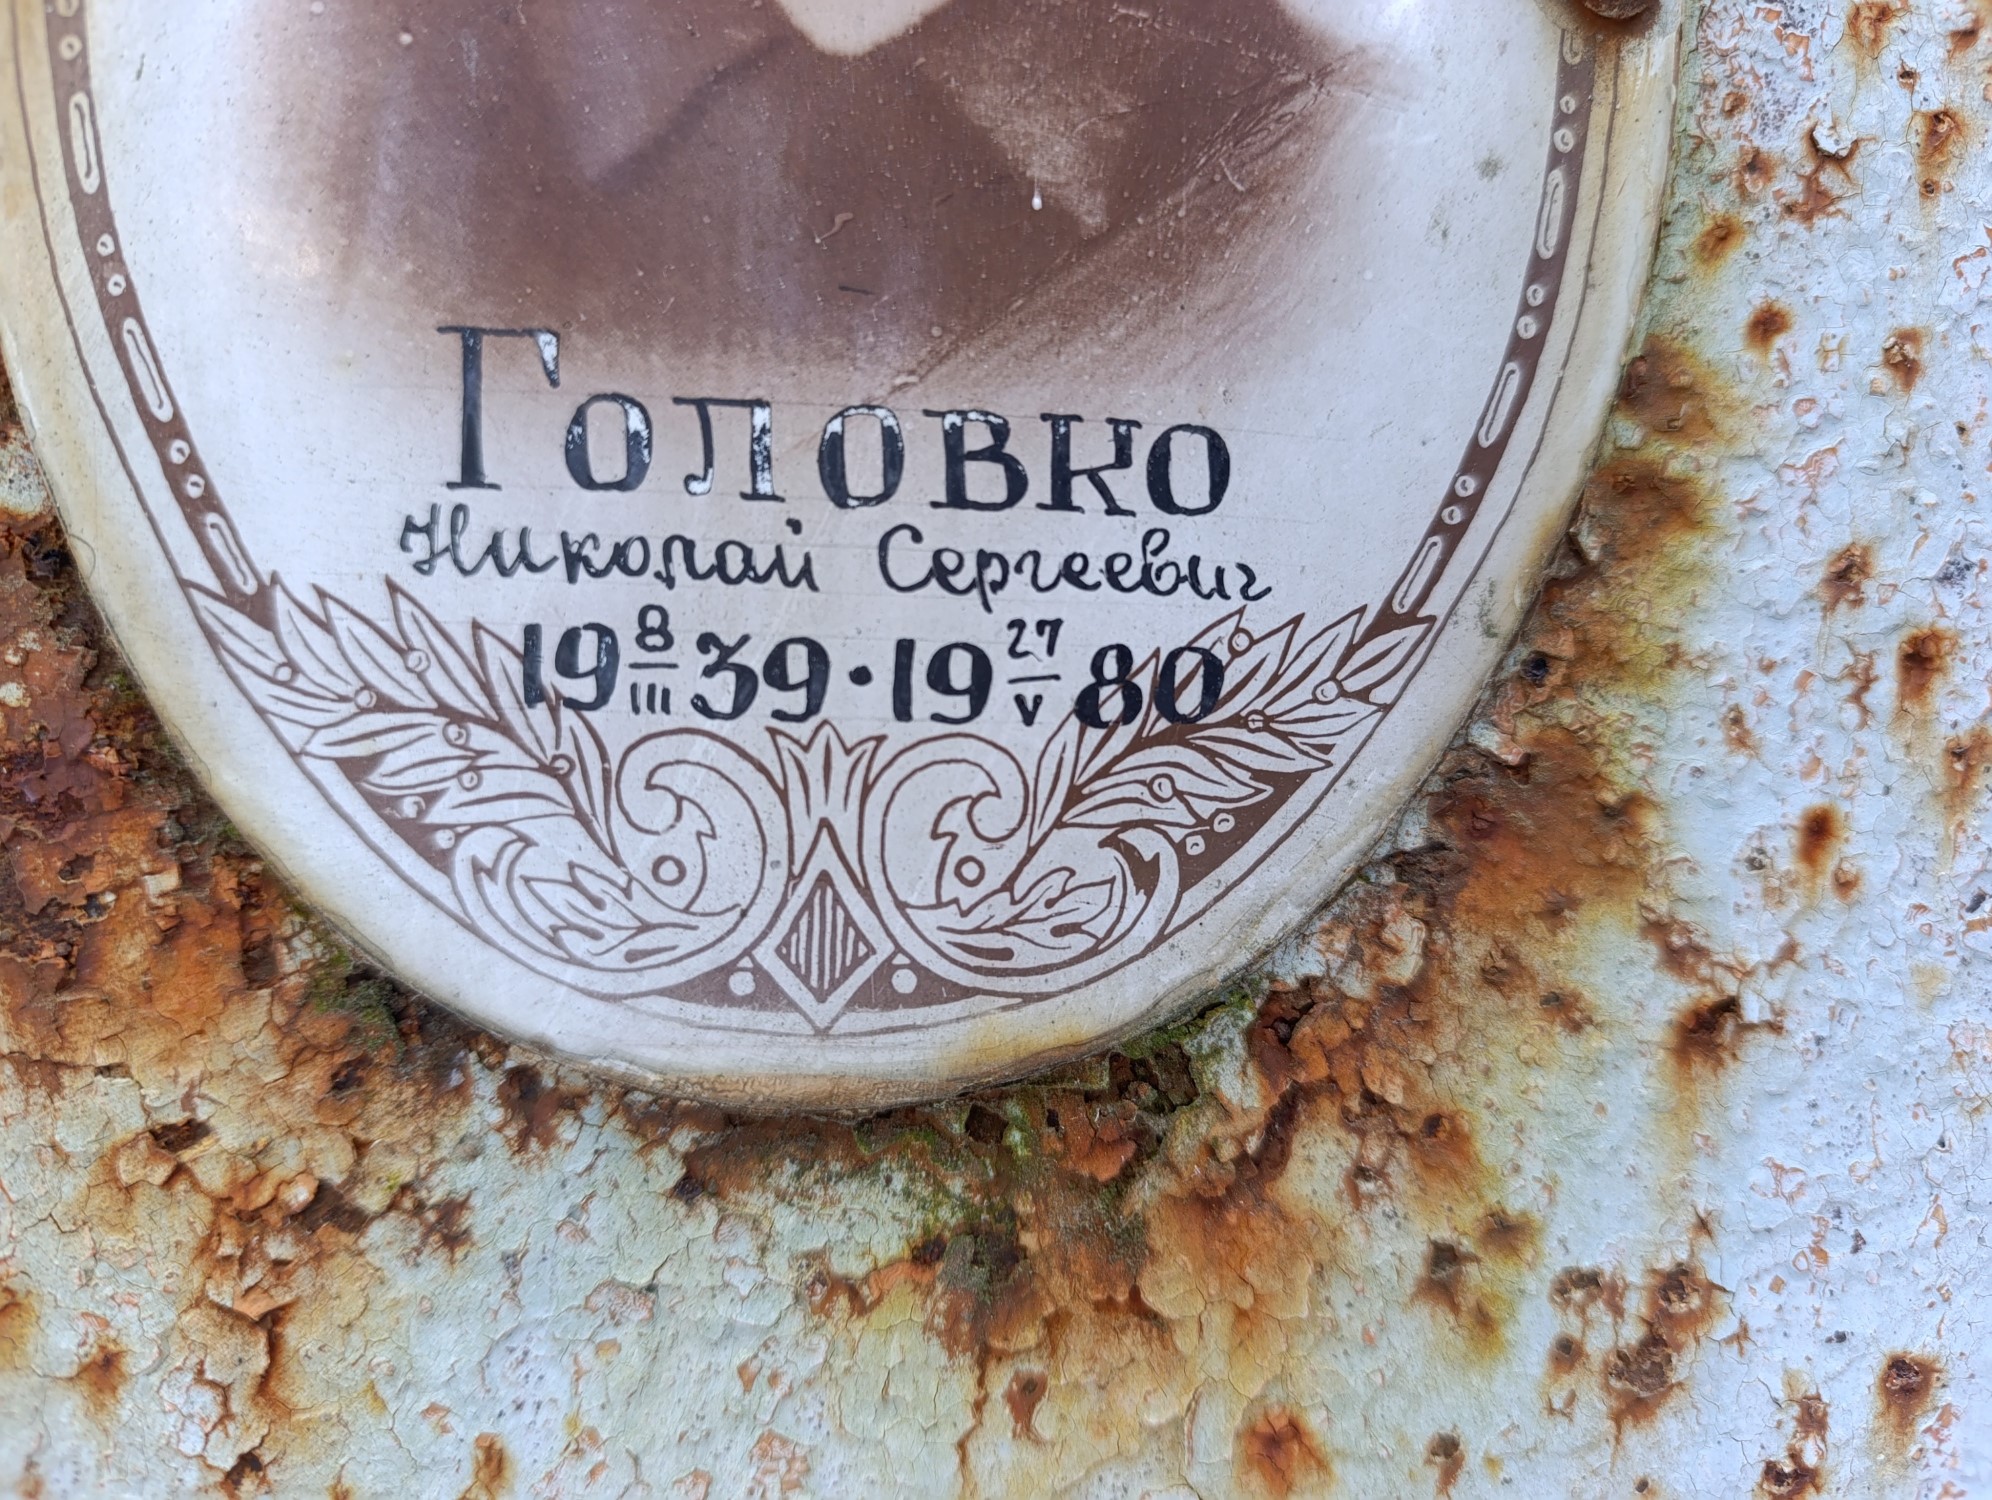 Головко
Николай Сергеевич
19 8/III 39 · 19 27/V 80